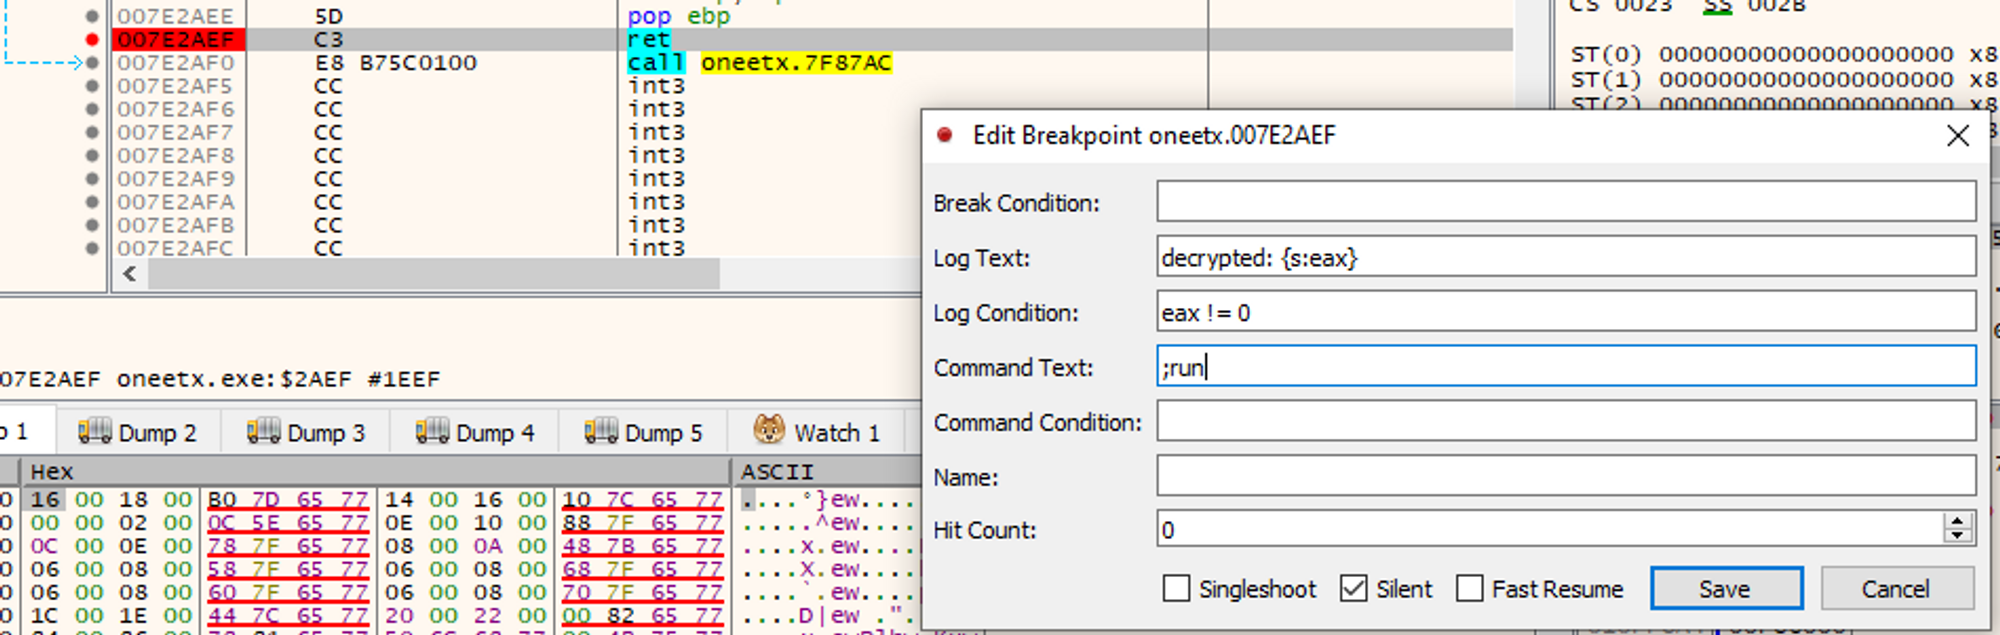 007E2AEE 5D pop ebp
007E2AEF C3 ret
007E2AF0 E8 B75C0100 call oneetx.7F87AC
007E2AF5 CC int3
007E2AF6 CC int3
007E2AF7 CC int3
007E2AF8 CC int3
007E2AF9 CC int3
007E2AFA CC int3
007E2AFB CC int3
007E2AFC CC int3
CS 0023 SS 002B
ST(0) 00000000000000000000 x8
ST(1) 00000000000000000000 x8
ST(2) 00000000000000000000 x8
Edit Breakpoint oneetx.007E2AEF
Break Condition:
Log Text: decrypted: {s:eax}
Log Condition: eax != 0
Command Text: ;run
Command Condition:
Name:
Hit Count: 0
Singleshoot Silent Fast Resume Save Cancel
07E2AEF oneetx.exe:$2AEF #1EEF
p 1 Dump 2 Dump 3 Dump 4 Dump 5 Watch 1
Hex ASCII
0 16 00 18 00 B0 7D 65 77 14 00 16 00 10 7C 65 77 ....°}ew....
0 00 00 02 00 0C 5E 65 77 0E 00 10 00 88 7F 65 77 .....^ew....
0 0C 00 0E 00 78 7F 65 77 08 00 0A 00 48 7B 65 77 ....x.ew....
0 06 00 08 00 58 7F 65 77 06 00 08 00 68 7F 65 77 ....X.ew....
0 06 00 08 00 60 7F 65 77 06 00 08 00 70 7F 65 77 ....`.ew....
0 1C 00 1E 00 44 7C 65 77 20 00 22 00 00 82 65 77 ....D|ew .".